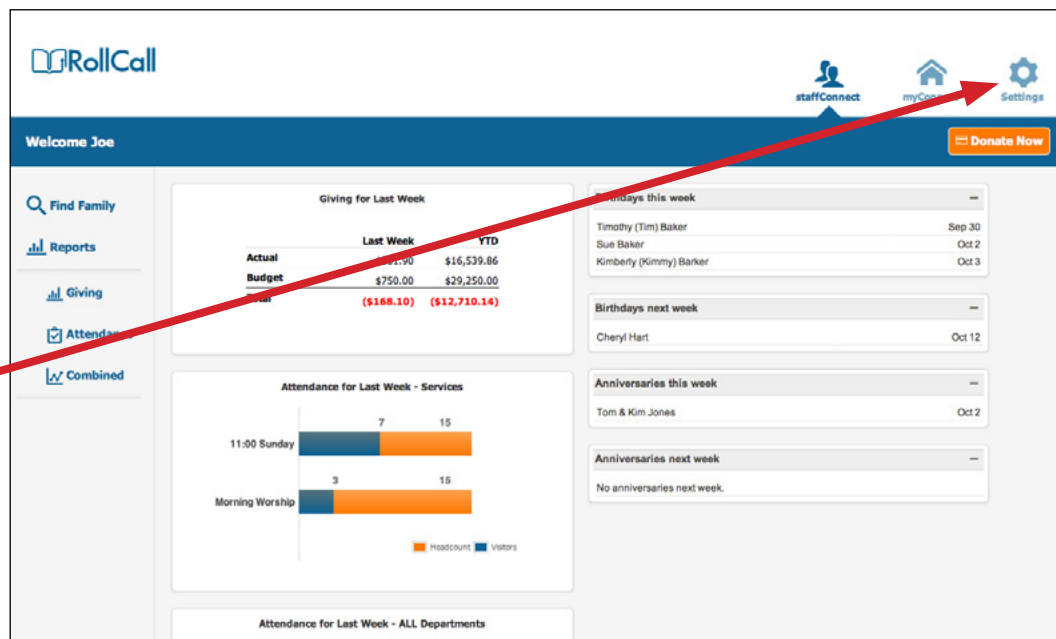 RollCall
staffConnect
Settings
Welcome Joe
Donate Now
Find Family
Reports
Giving
Combined
Giving for Last Week
Last Week YTD
Actual $16,539.86
Budget $750.00 $29,250.00
($168.10) ($12,710.14)
Attendance for Last Week - Services
7 15
11:00 Sunday
3 15
Morning Worship
Headcount Visitors
Attendance for Last Week - ALL Departments
Birthdays this week
Timothy (Tim) Baker Sep 30
Sue Baker Oct 2
Kimberly (Kimmy) Barker Oct 3
Birthdays next week
Cheryl Hart Oct 12
Anniversaries this week
Tom & Kim Jones Oct 2
Anniversaries next week
No anniversaries next week.